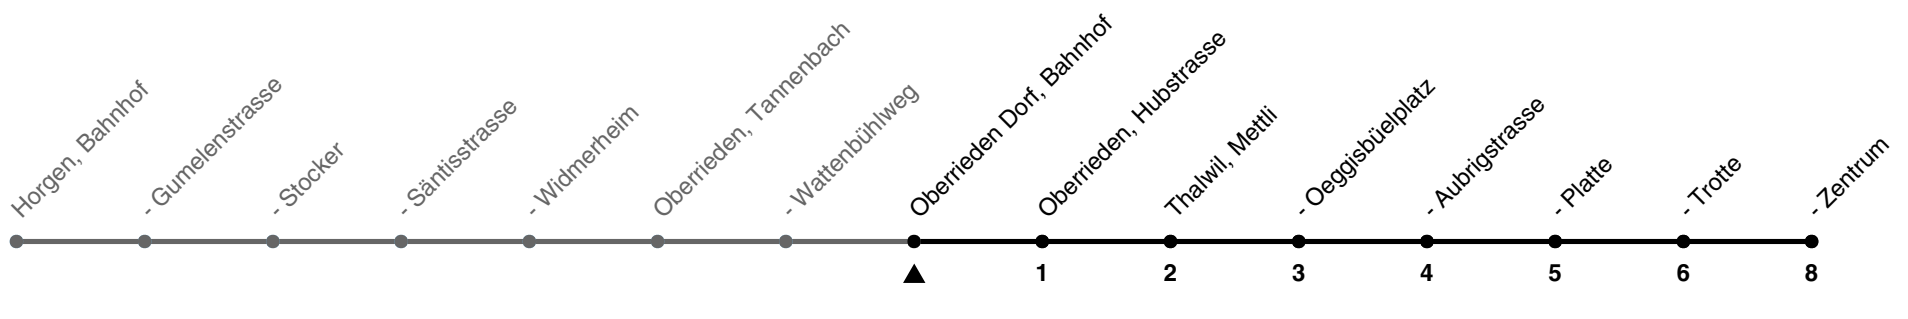 Horgen, Bahnhof
- Gumelenstrasse
- Stocker
- Säntisstrasse
- Widmerheim
Oberrieden, Tannenbach
- Wattenbühlweg
Oberrieden Dorf, Bahnhof
Oberrieden, Hubstrasse
Thalwil, Mettli
- Oeggisbüelplatz
- Aubrigstrasse
- Platte
- Trotte
- Zentrum
1 2 3 4 5 6 8